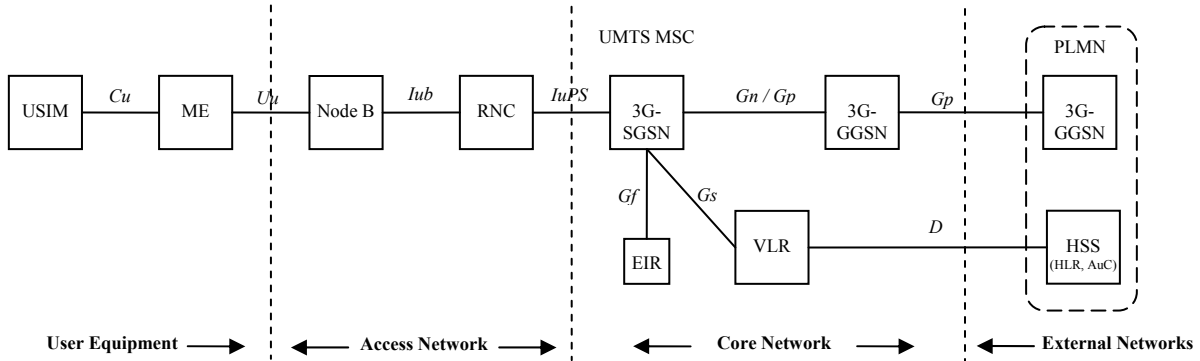 UMTS MSC
PLMN
USIM
Cu
ME
Uu
Node B
Iub
RNC
IuPS
3G-
SGSN
Gn / Gp
3G-
GGSN
Gp
3G-
GGSN
Gf
Gs
EIR
VLR
D
HSS
(HLR, AuC)
User Equipment
Access Network
Core Network
External Networks